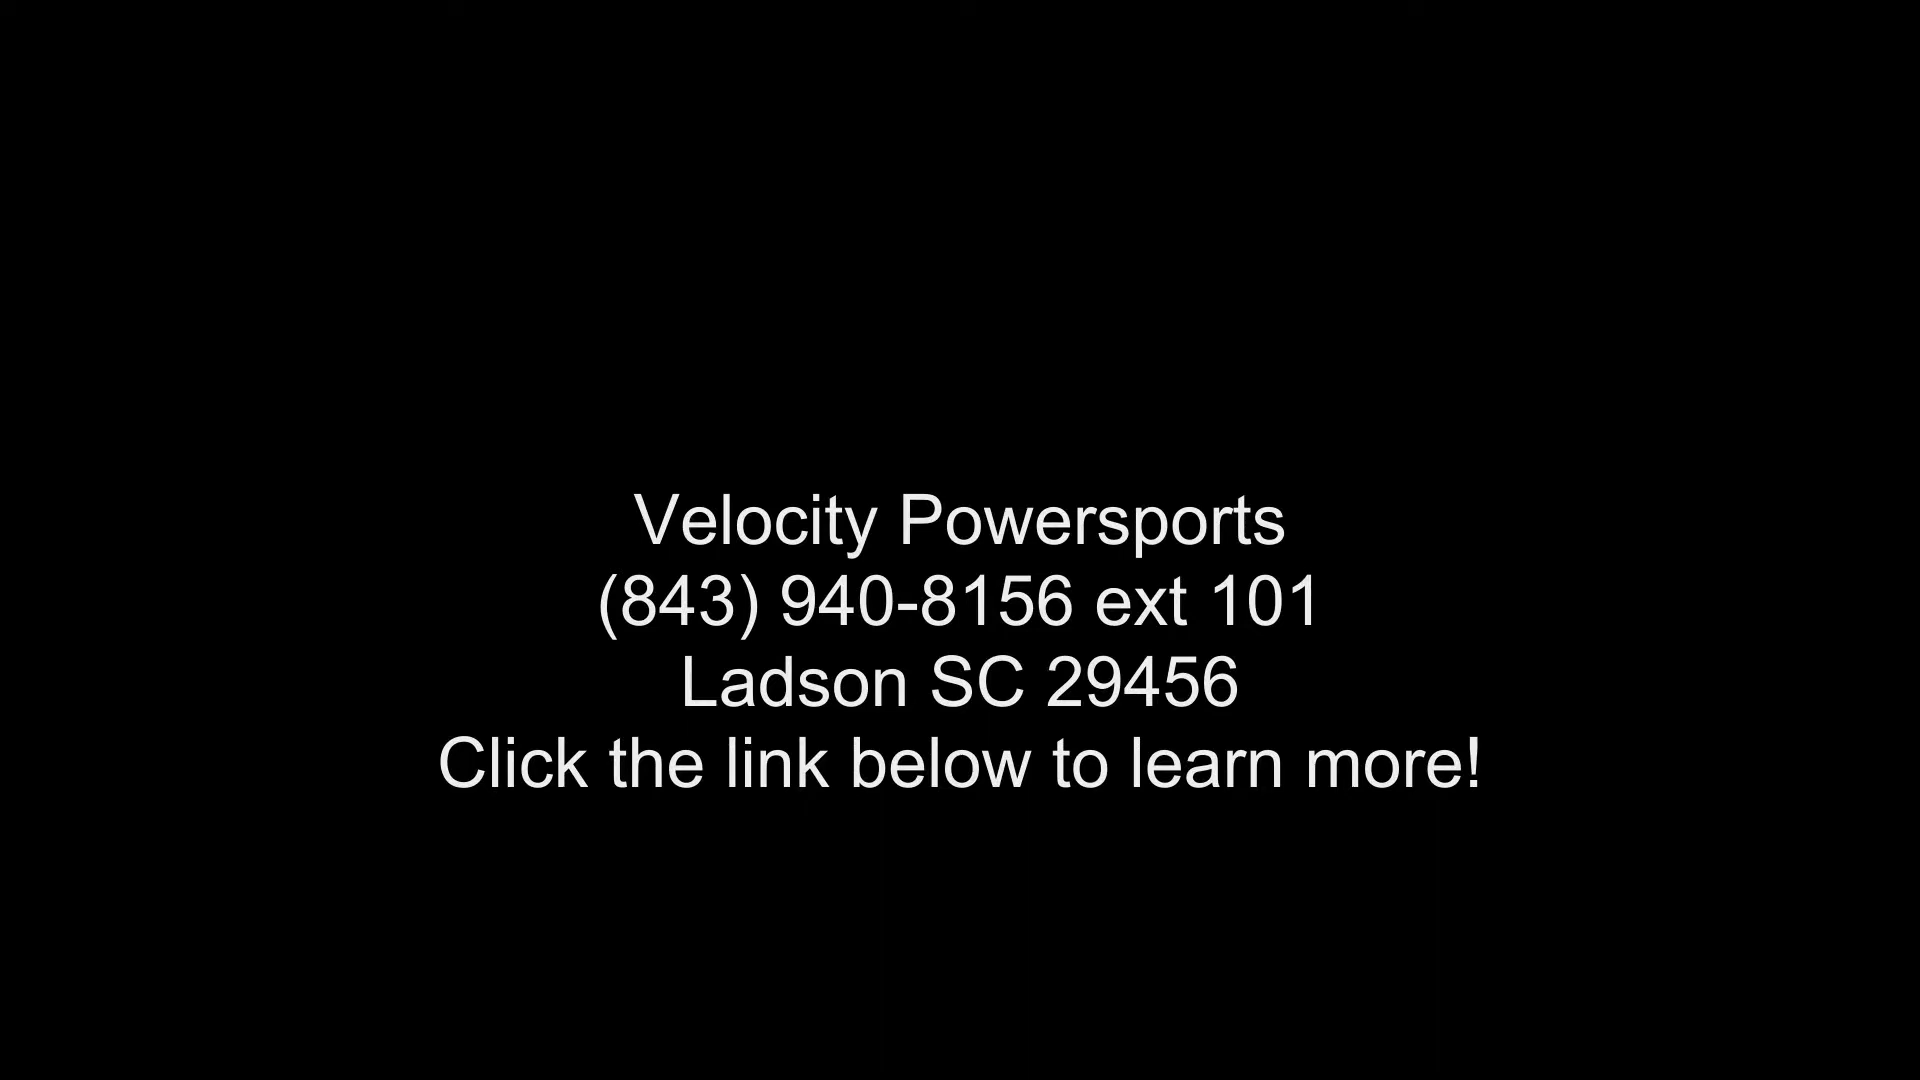 Velocity Powersports
(843) 940-8156 ext 101
Ladson SC 29456
Click the link below to learn more!